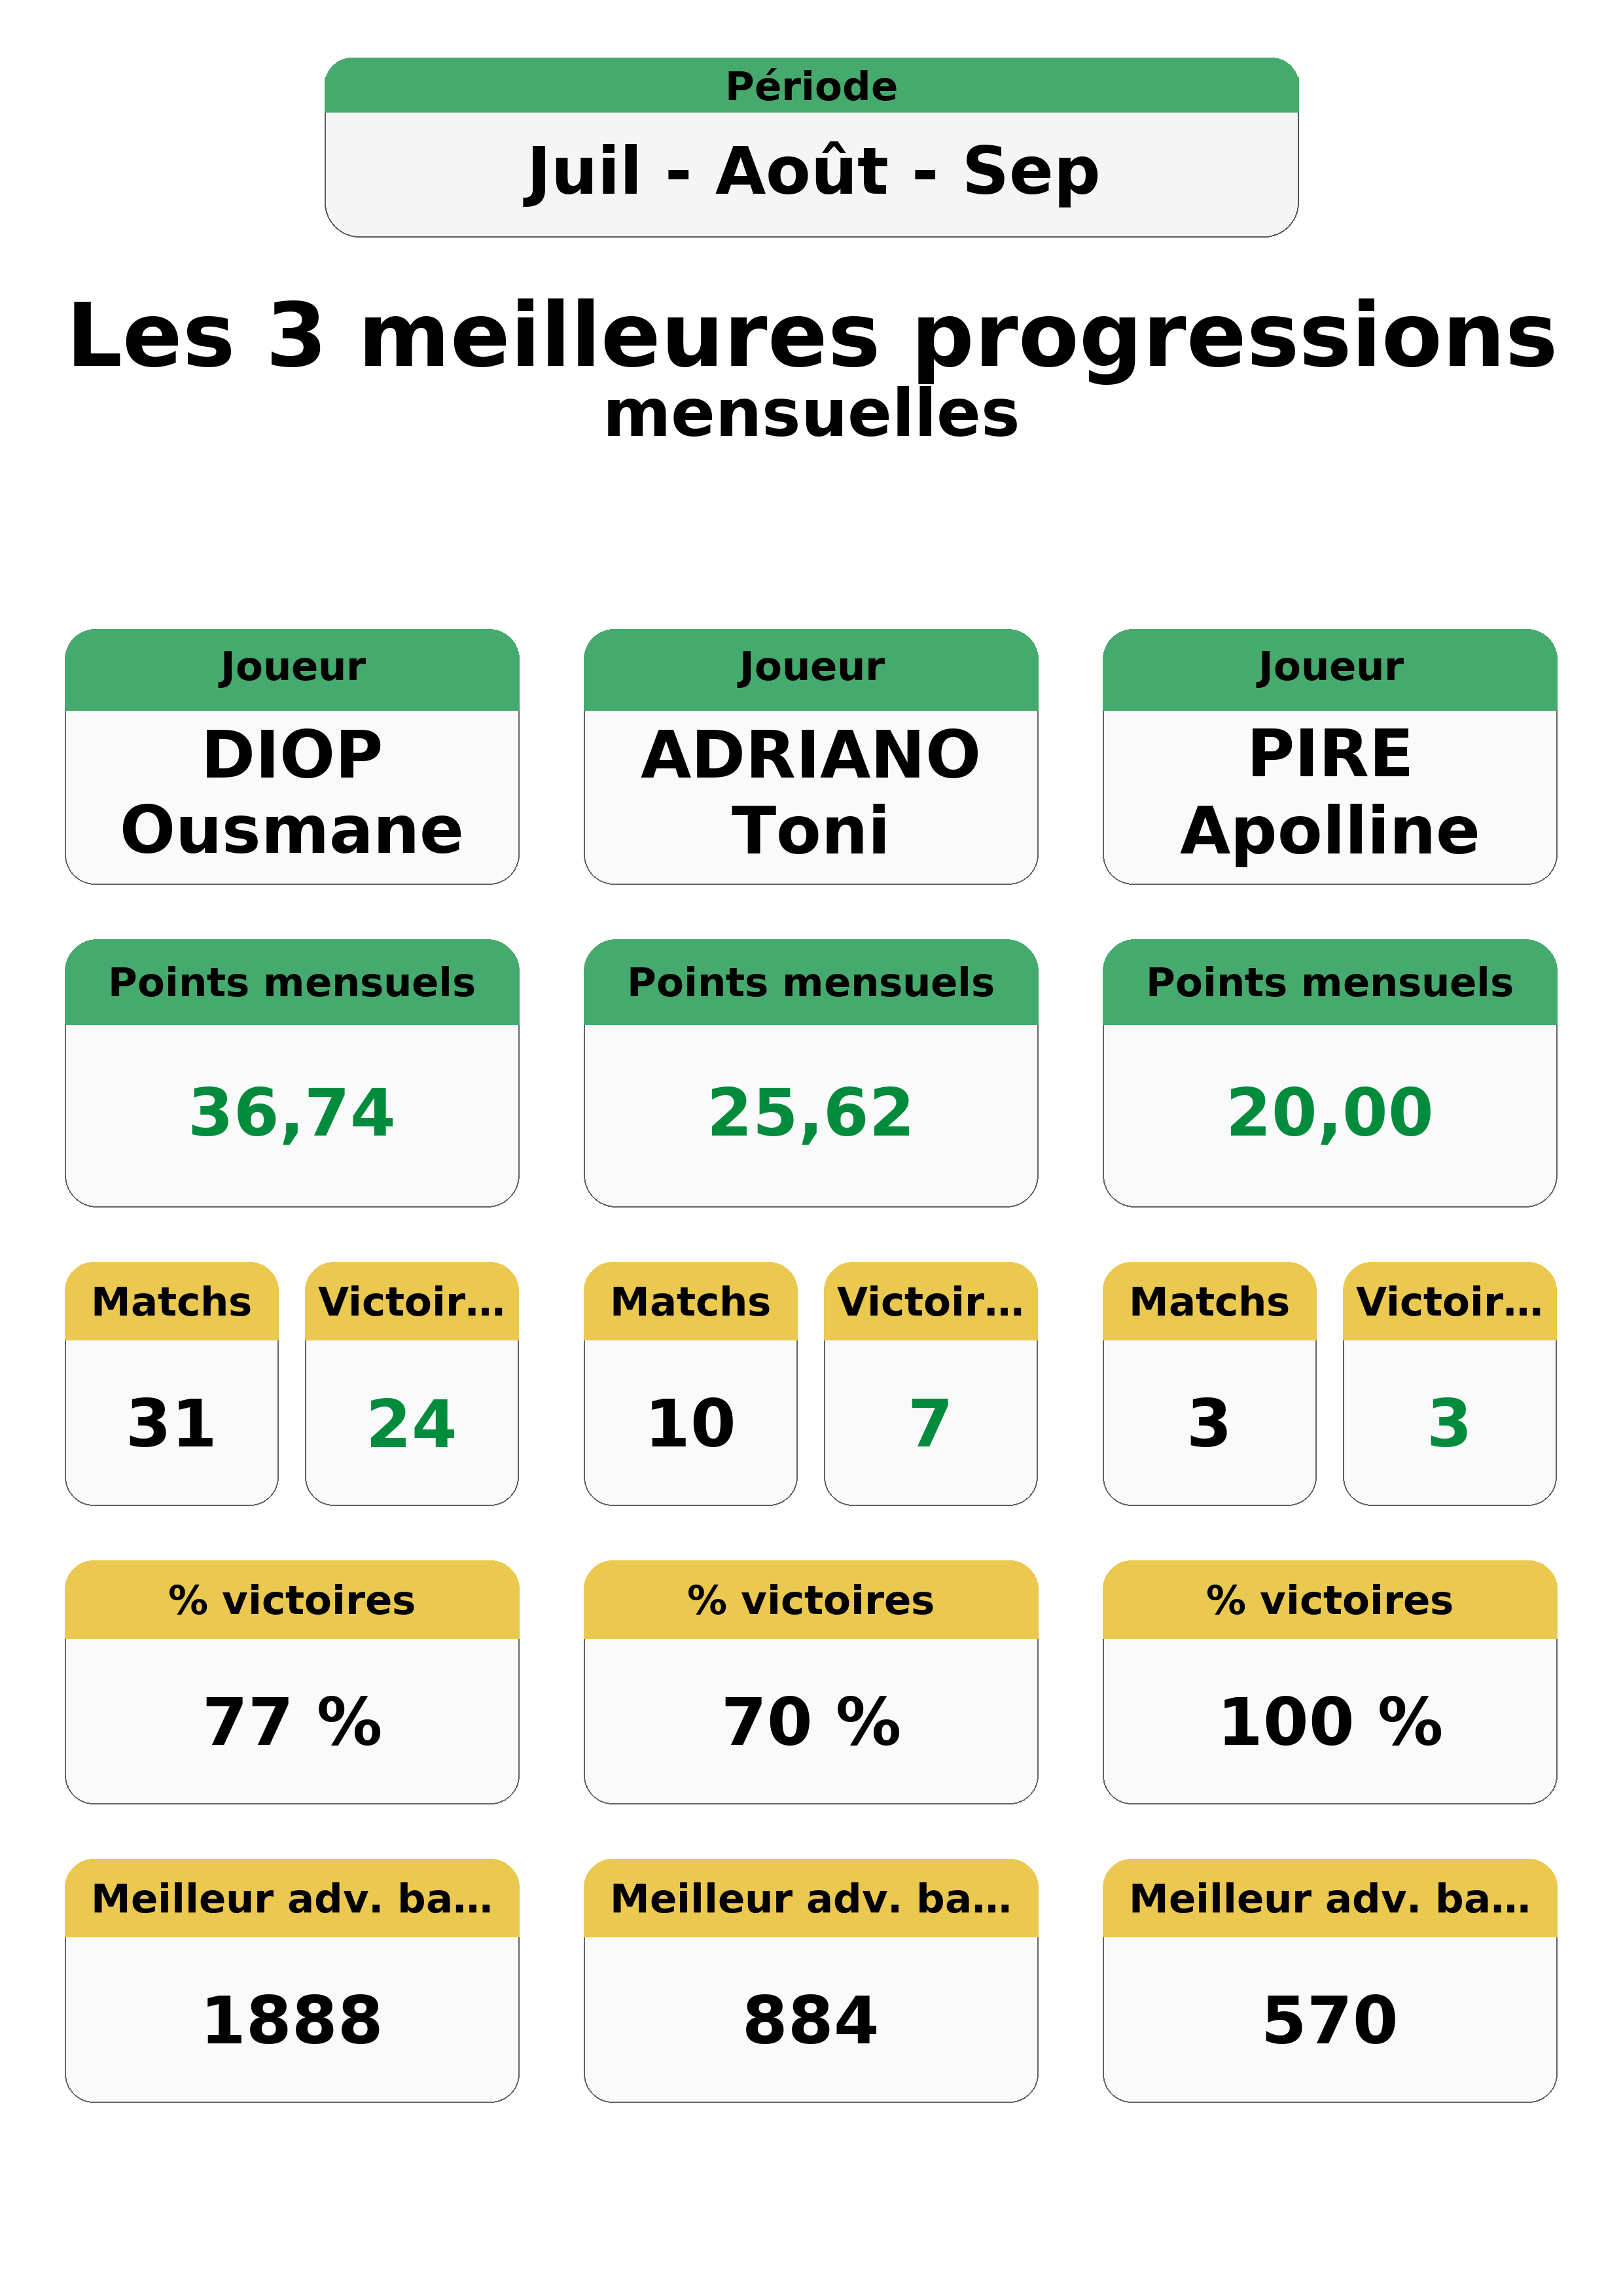 Période
Juil - Août - Sep
Les 3 meilleures progressions
mensuelles
Joueur
DIOP
Ousmane
Joueur
ADRIANO
Toni
Joueur
PIRE
Apolline
Points mensuels
36,74
Points mensuels
25,62
Points mensuels
20,00
Matchs
31
Victoir...
24
Matchs
10
Victoir...
7
Matchs
3
Victoir...
3
% victoires
77 %
% victoires
70 %
% victoires
100 %
Meilleur adv. ba...
1888
Meilleur adv. ba...
884
Meilleur adv. ba...
570